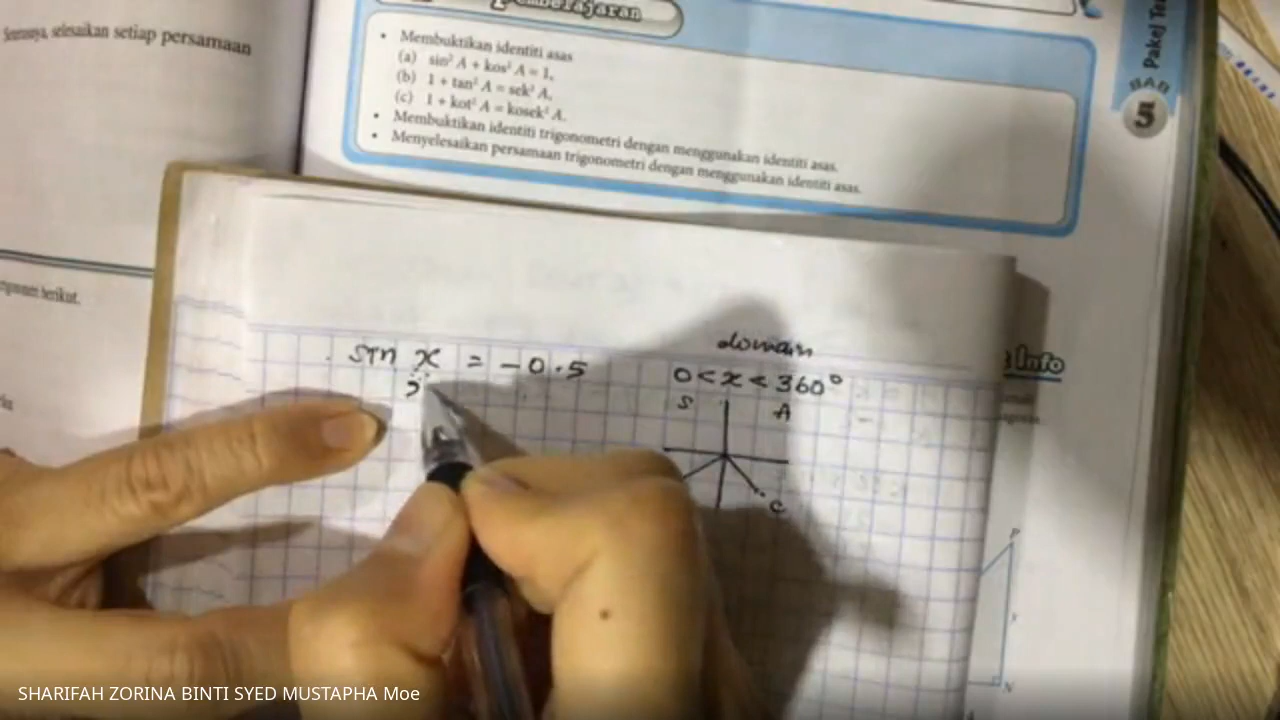 selesaikan setiap persamaan
berikut.
Pembelajaran
• Membuktikan identiti asas
(a) sin² A + kos² A = 1,
(b) 1 + tan² A = sek² A,
(c) 1 + kot² A = kosek² A.
• Membuktikan identiti trigonometri dengan menggunakan identiti asas.
• Menyelesaikan persamaan trigonometri dengan menggunakan identiti asas.
BAB
5
Pakej
Info
domain
sin x = -0.5
0 < x < 360°
S
A
C
P
N
SHARIFAH ZORINA BINTI SYED MUSTAPHA Moe